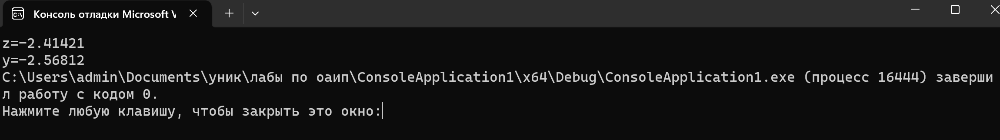 Консоль отладки Microsoft V
z=-2.41421
y=-2.56812
C:\Users\admin\Documents\уник\лабы по оаип\ConsoleApplication1\x64\Debug\ConsoleApplication1.exe (процесс 16444) заверши
л работу с кодом 0.
Нажмите любую клавишу, чтобы закрыть это окно: